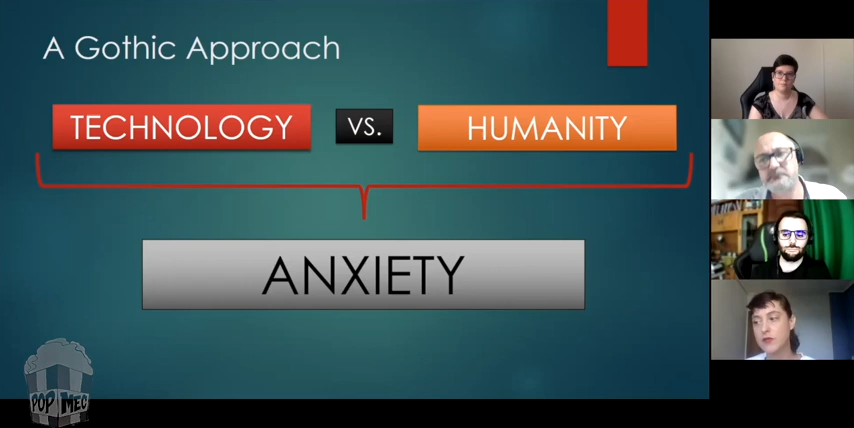 A Gothic Approach
TECHNOLOGY
VS.
HUMANITY
ANXIETY
POP MEC